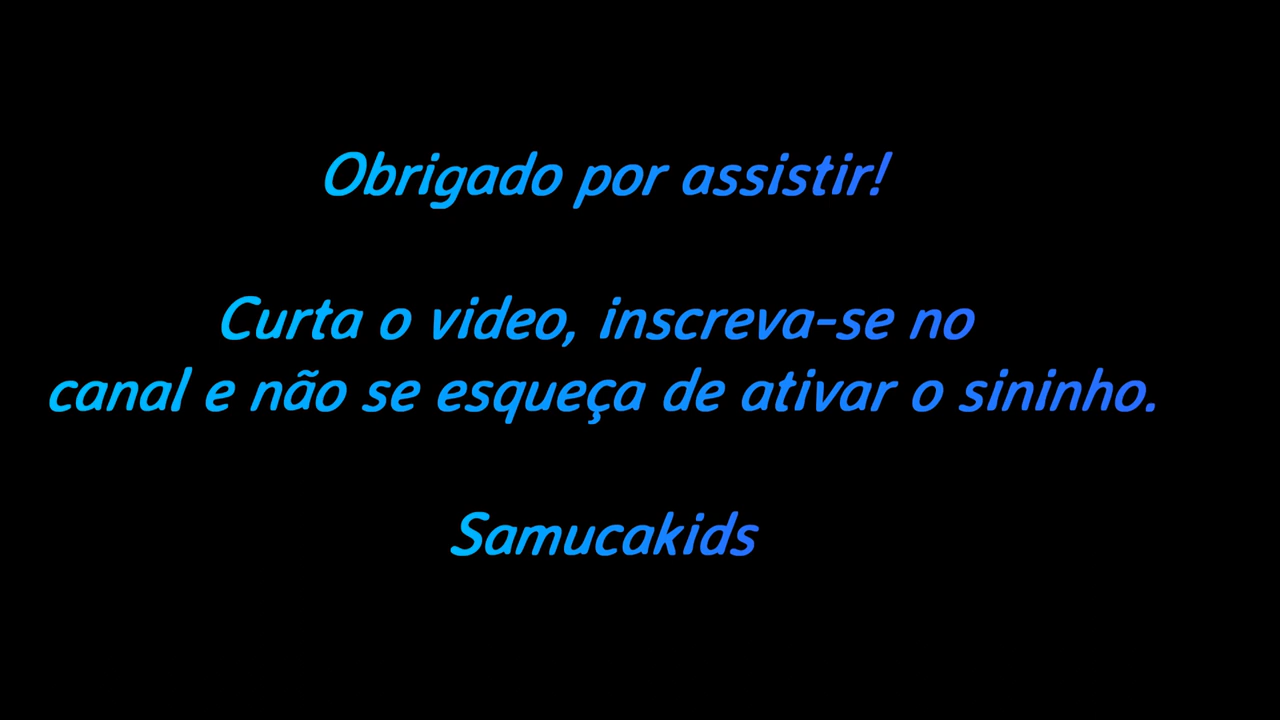 Obrigado por assistir!
Curta o video, inscreva-se no
canal e não se esqueça de ativar o sininho.
Samucakids